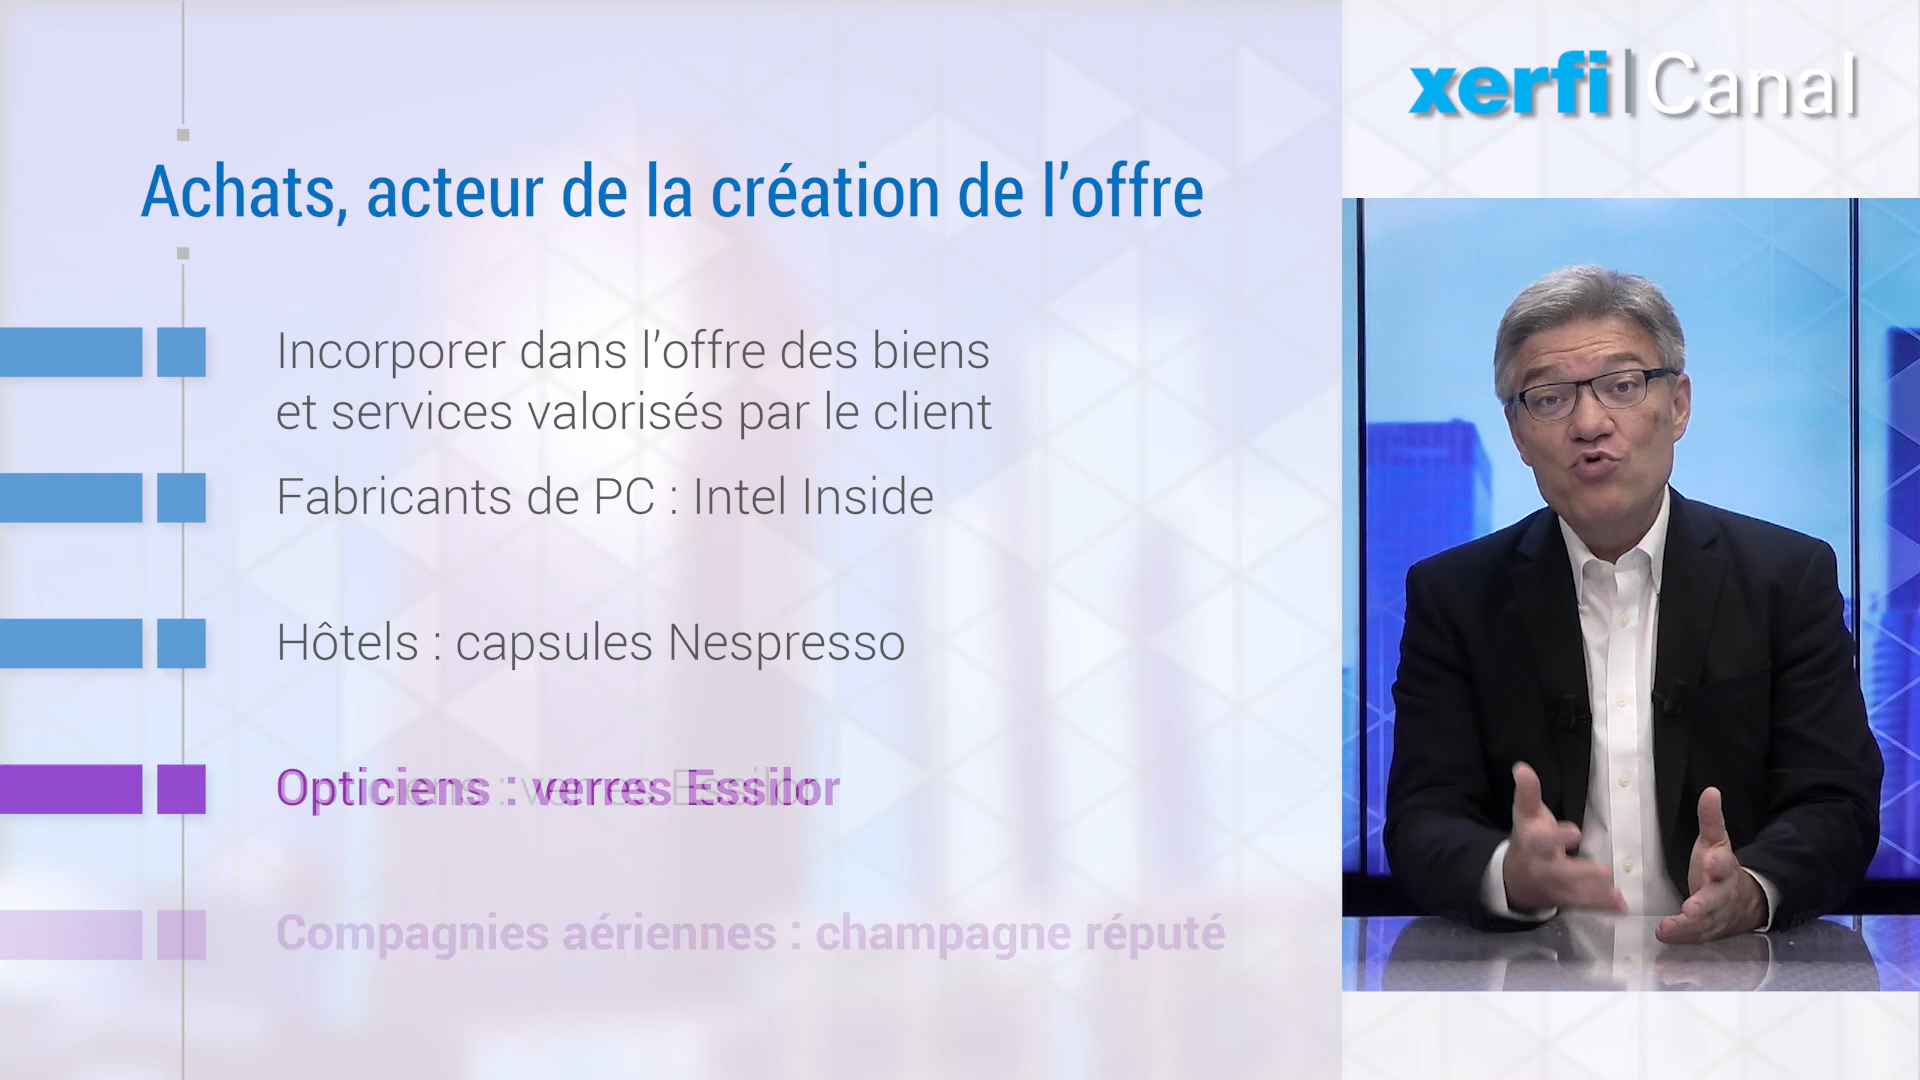 xerfi Canal
Achats, acteur de la création de l’offre
Incorporer dans l’offre des biens
et services valorisés par le client
Fabricants de PC : Intel Inside
Hôtels : capsules Nespresso
Opticiens : verres Essilor
Compagnies aériennes : champagne réputé